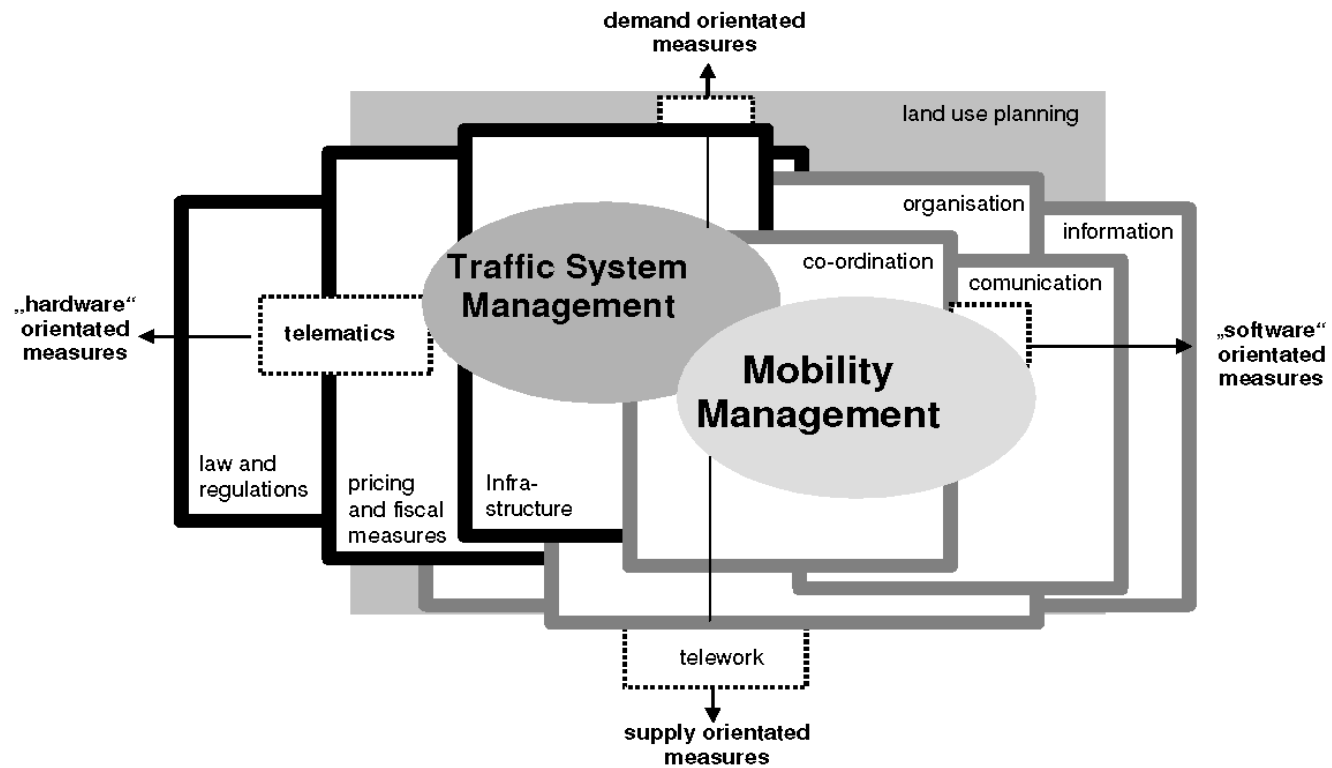 demand orientated
measures
land use planning
organisation
information
co-ordination
comunication
Traffic System
Management
„hardware“
orientated
measures
telematics
„software“
orientated
measures
Mobility
Management
law and
regulations
pricing
and fiscal
measures
Infra-
structure
telework
supply orientated
measures